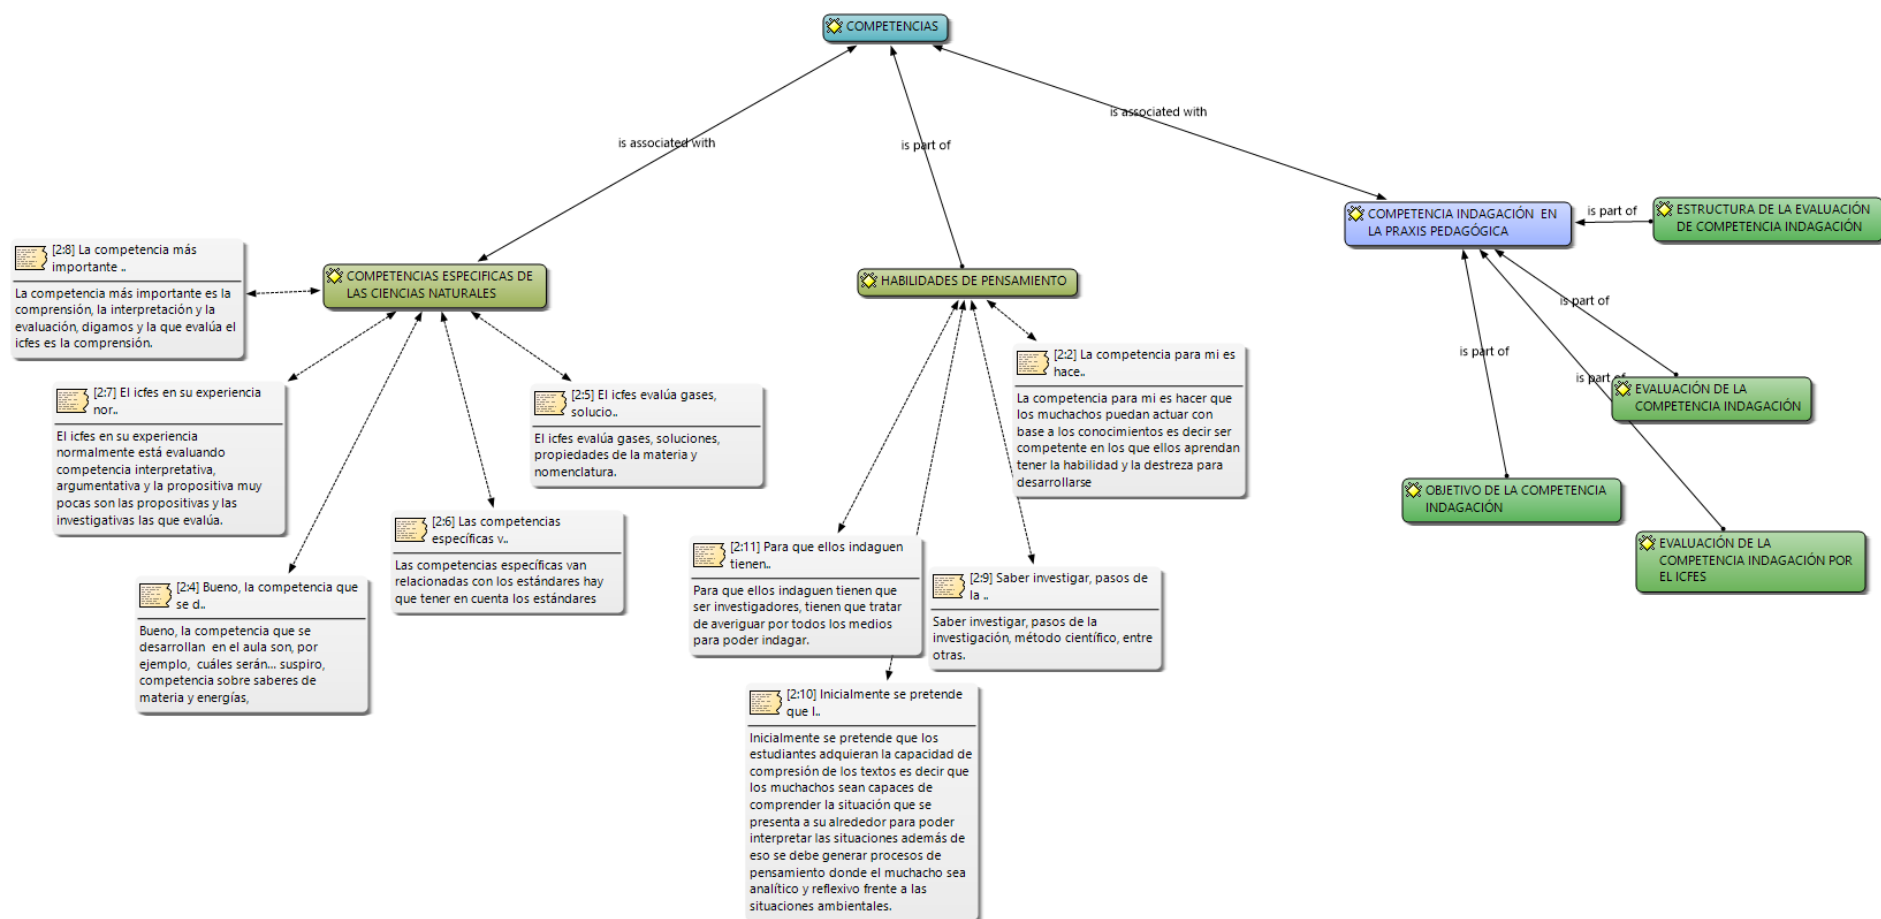 COMPETENCIAS
is associated with
is part of
is associated with
COMPETENCIA INDAGACIÓN  EN
LA PRAXIS PEDAGÓGICA
is part of
ESTRUCTURA DE LA EVALUACIÓN
DE COMPETENCIA INDAGACIÓN
[2:8] La competencia más
importante ..
La competencia más importante es la
comprensión, la interpretación y la
evaluación, digamos y la que evalúa el
icfes es la comprensión.
COMPETENCIAS ESPECIFICAS DE
LAS CIENCIAS NATURALES
HABILIDADES DE PENSAMIENTO
is part of
is part of
is part of
EVALUACIÓN DE LA
COMPETENCIA INDAGACIÓN
OBJETIVO DE LA COMPETENCIA
INDAGACIÓN
EVALUACIÓN DE LA
COMPETENCIA INDAGACIÓN POR
EL ICFES
[2:7] El icfes en su experiencia
nor..
El icfes en su experiencia
normalmente está evaluando
competencia interpretativa,
argumentativa y la propositiva muy
pocas son las propositivas y las
investigativas las que evalúa.
[2:5] El icfes evalúa gases,
solucio..
El icfes evalúa gases, soluciones,
propiedades de la materia y
nomenclatura.
[2:2] La competencia para mi es
hace..
La competencia para mi es hacer que
los muchachos puedan actuar con
base a los conocimientos es decir ser
competente en los que ellos aprendan
tener la habilidad y la destreza para
desarrollarse
[2:6] Las competencias
específicas v..
Las competencias específicas van
relacionadas con los estándares hay
que tener en cuenta los estándares
[2:4] Bueno, la competencia que
se d..
Bueno, la competencia que se
desarrollan  en el aula son, por
ejemplo,  cuáles serán... suspiro,
competencia sobre saberes de
materia y energías,
[2:11] Para que ellos indaguen
tienen..
Para que ellos indaguen tienen que
ser investigadores, tienen que tratar
de averiguar por todos los medios
para poder indagar.
[2:9] Saber investigar, pasos de
la ..
Saber investigar, pasos de la
investigación, método científico, entre
otras.
[2:10] Inicialmente se pretende
que l..
Inicialmente se pretende que los
estudiantes adquieran la capacidad de
compresión de los textos es decir que
los muchachos sean capaces de
comprender la situación que se
presenta a su alrededor para poder
interpretar las situaciones además de
eso se debe generar procesos de
pensamiento donde el muchacho sea
analítico y reflexivo frente a las
situaciones ambientales.